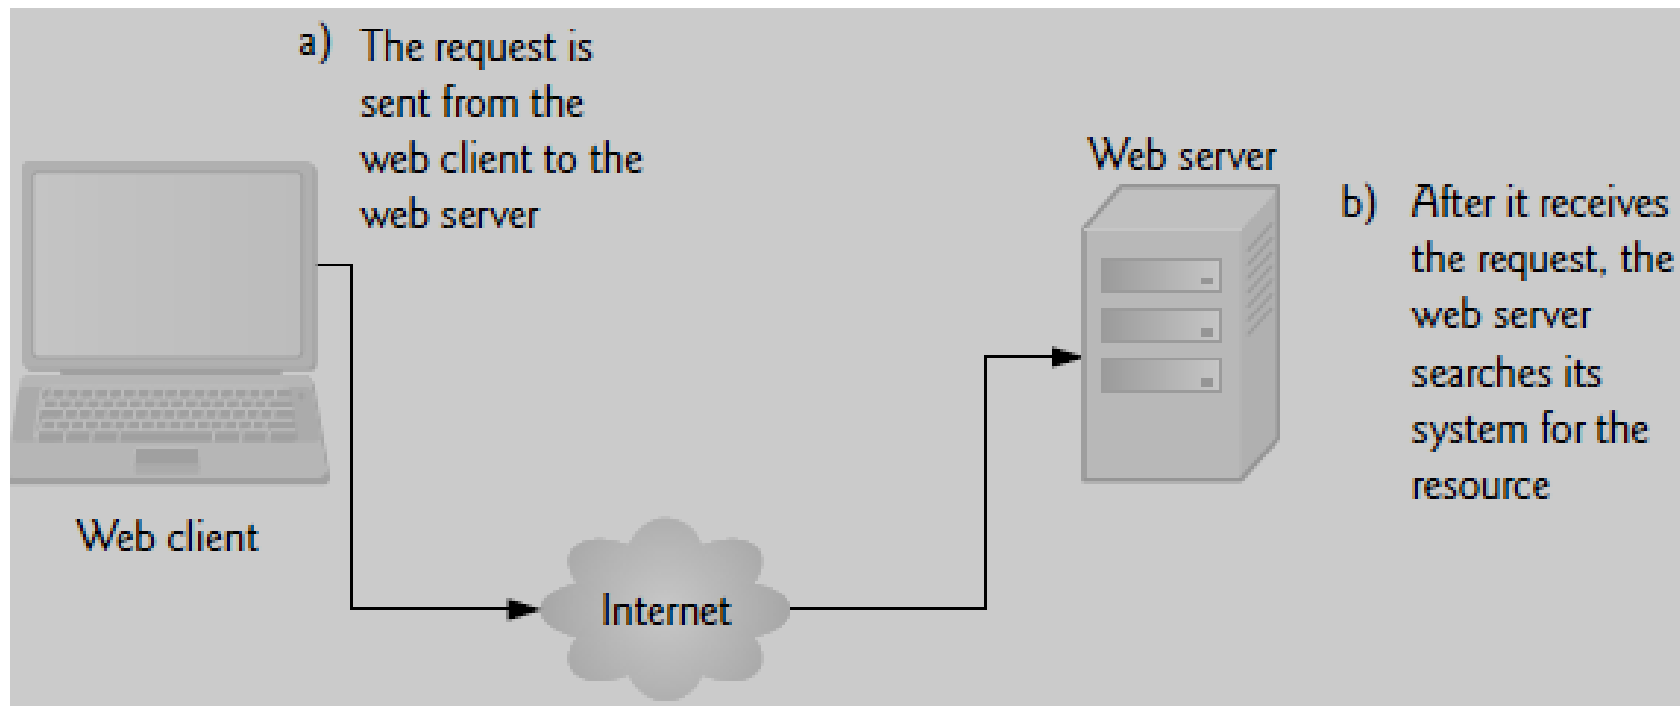 a) The request is
sent from the
web client to the
web server
Web server
b) After it receives
the request, the
web server
searches its
system for the
resource
Web client
Internet